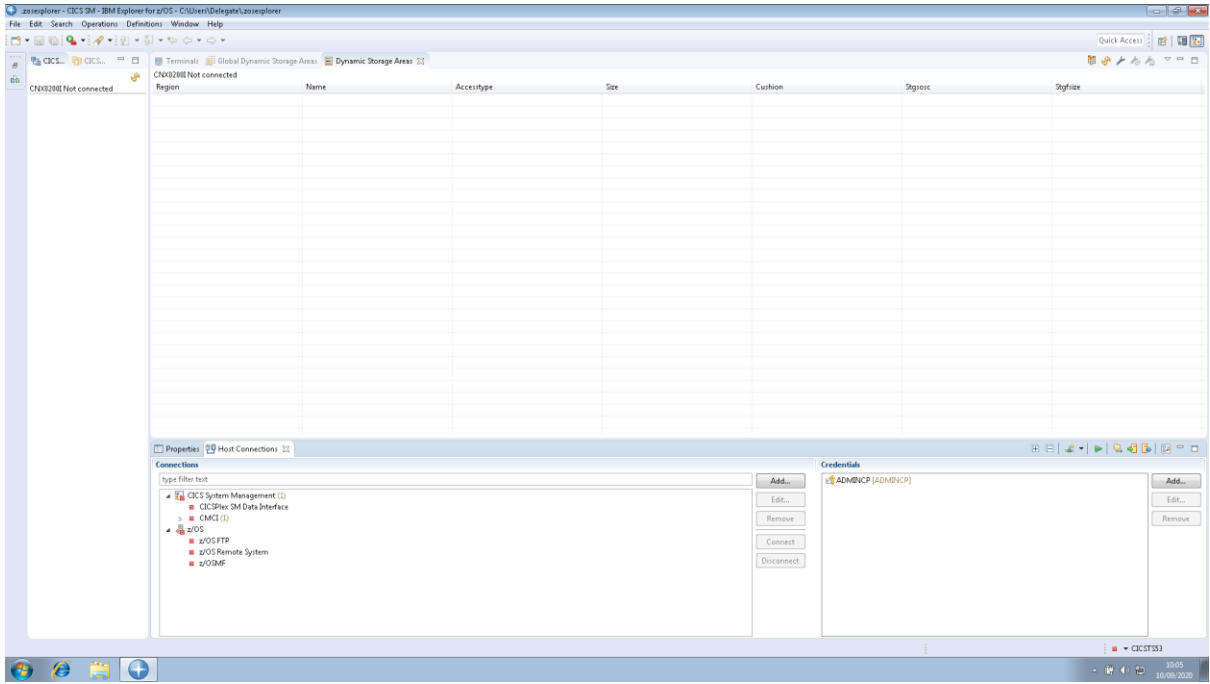 .zosexplorer - CICS SM - IBM Explorer for z/OS - C:\Users\Delegate\.zosexplorer
File Edit Search Operations Definitions Window Help
Quick Access
CICS... CICS... Terminals Global Dynamic Storage Areas Dynamic Storage Areas
CNX0200I Not connected
CNX0200I Not connected
Region Name Accesstype Size Cushion Stgsosc Stgfsize
Properties Host Connections
Connections
type filter text
Add...
Edit...
Remove
Connect
Disconnect
CICS System Management (1)
CICSPlex SM Data Interface
CMCI (1)
z/OS
z/OS FTP
z/OS Remote System
z/OSMF
Credentials
ADMINCP [ADMINCP]
Add...
Edit...
Remove
CICSTS53
10:05
10/09/2020